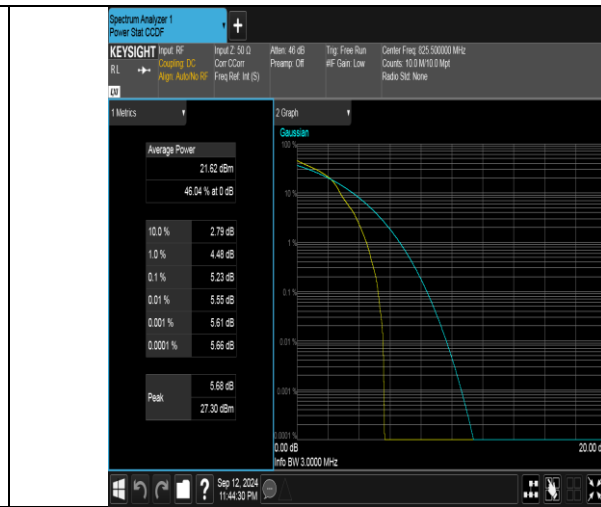 Spectrum Analyzer 1
Power Stat CCDF
+
KEYSIGHT
RL
LXI
Input: RF
Coupling: DC
Align: Auto/No RF
Input Z: 50 Ω
Corr CCorr
Freq Ref: Int (S)
Atten: 46 dB
Preamp: Off
Trig: Free Run
#IF Gain: Low
Center Freq: 825.500000 MHz
Counts: 10.0 M/10.0 Mpt
Radio Std: None
1 Metrics
Average Power
21.62 dBm
46.04 % at 0 dB
10.0 % 2.79 dB
1.0 % 4.48 dB
0.1 % 5.23 dB
0.01 % 5.55 dB
0.001 % 5.61 dB
0.0001 % 5.66 dB
Peak
5.68 dB
27.30 dBm
2 Graph
Gaussian
100 %
10 %
1 %
0.1 %
0.01 %
0.001 %
0.0001 %
0.00 dB
20.00 d
Info BW 3.0000 MHz
?
Sep 12, 2024
11:44:30 PM